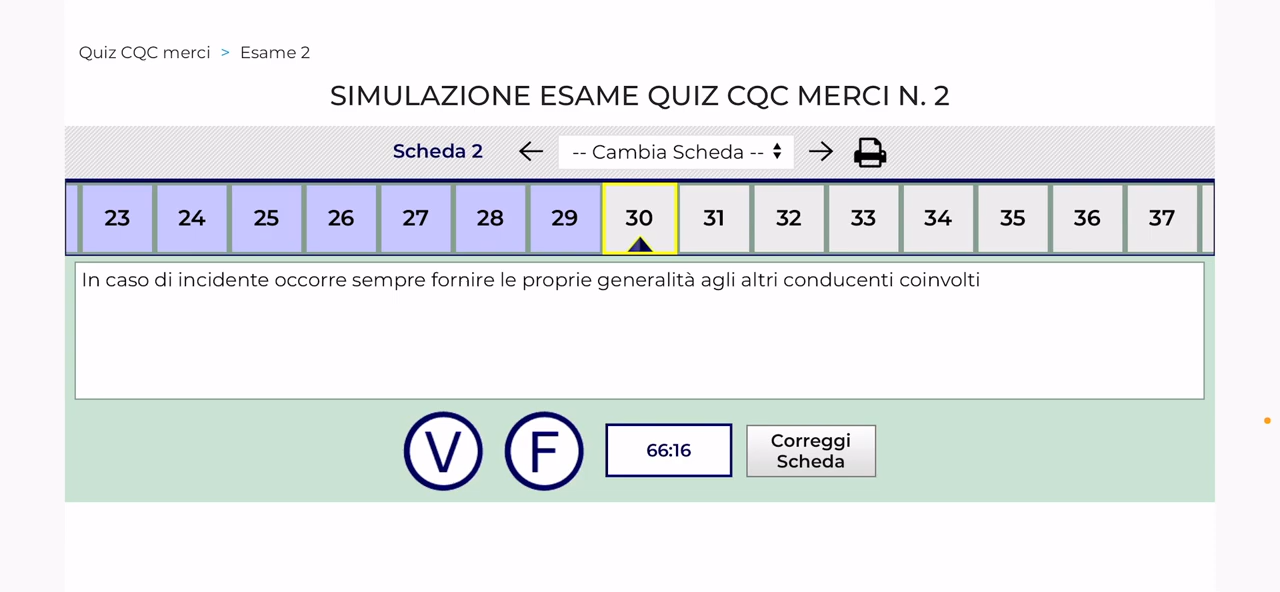 Quiz CQC merci > Esame 2
SIMULAZIONE ESAME QUIZ CQC MERCI N. 2
Scheda 2 ← -- Cambia Scheda -- →
23 24 25 26 27 28 29 30 31 32 33 34 35 36 37
In caso di incidente occorre sempre fornire le proprie generalità agli altri conducenti coinvolti
V F 66:16 Correggi
Scheda